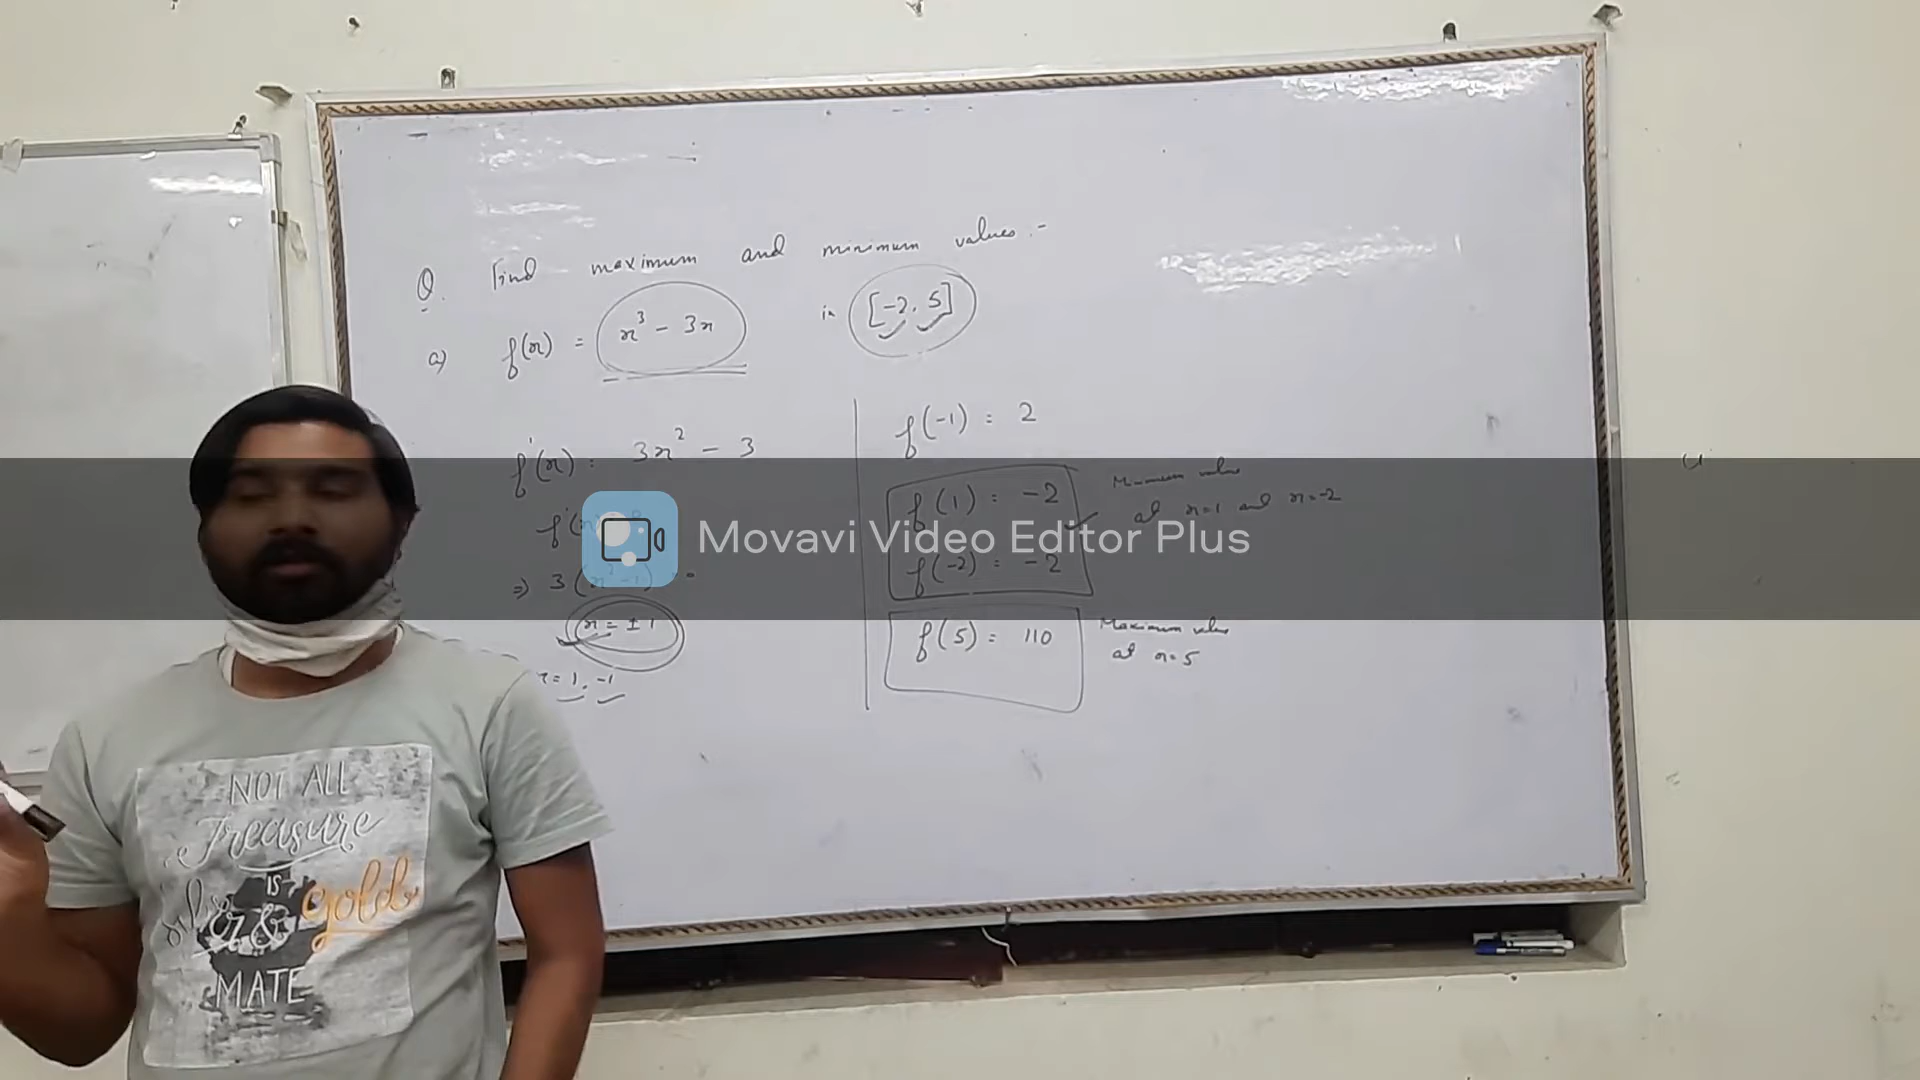 Q. Find maximum and minimum values :-
a) f(x) = x³ - 3x in [-2, 5]
f'(x) = 3x² - 3
⇒ 3(x²-1) =
x = ±1
x = 1, -1
f(-1) = 2
f(1) = -2
f(-2) = -2
Minimum value
at x=1 and x=-2
f(5) = 110
Maximum value
at x=5
Movavi Video Editor Plus
NOT ALL
Treasure
IS
gold
MATE